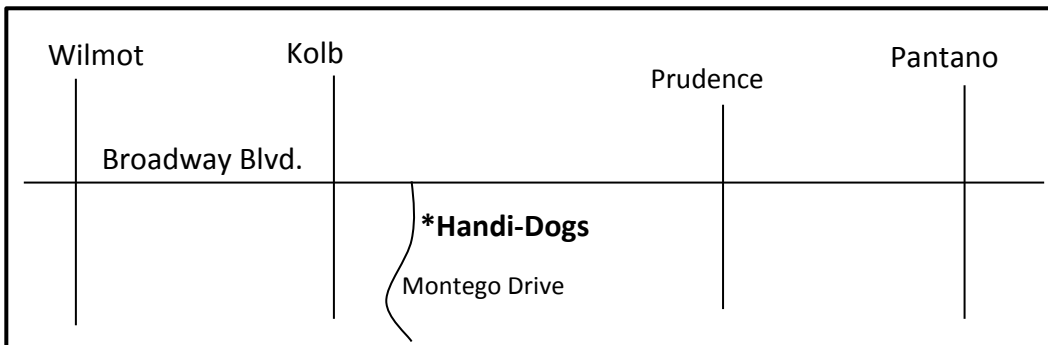 Wilmot
Kolb
Prudence
Pantano
Broadway Blvd.
*Handi-Dogs
Montego Drive